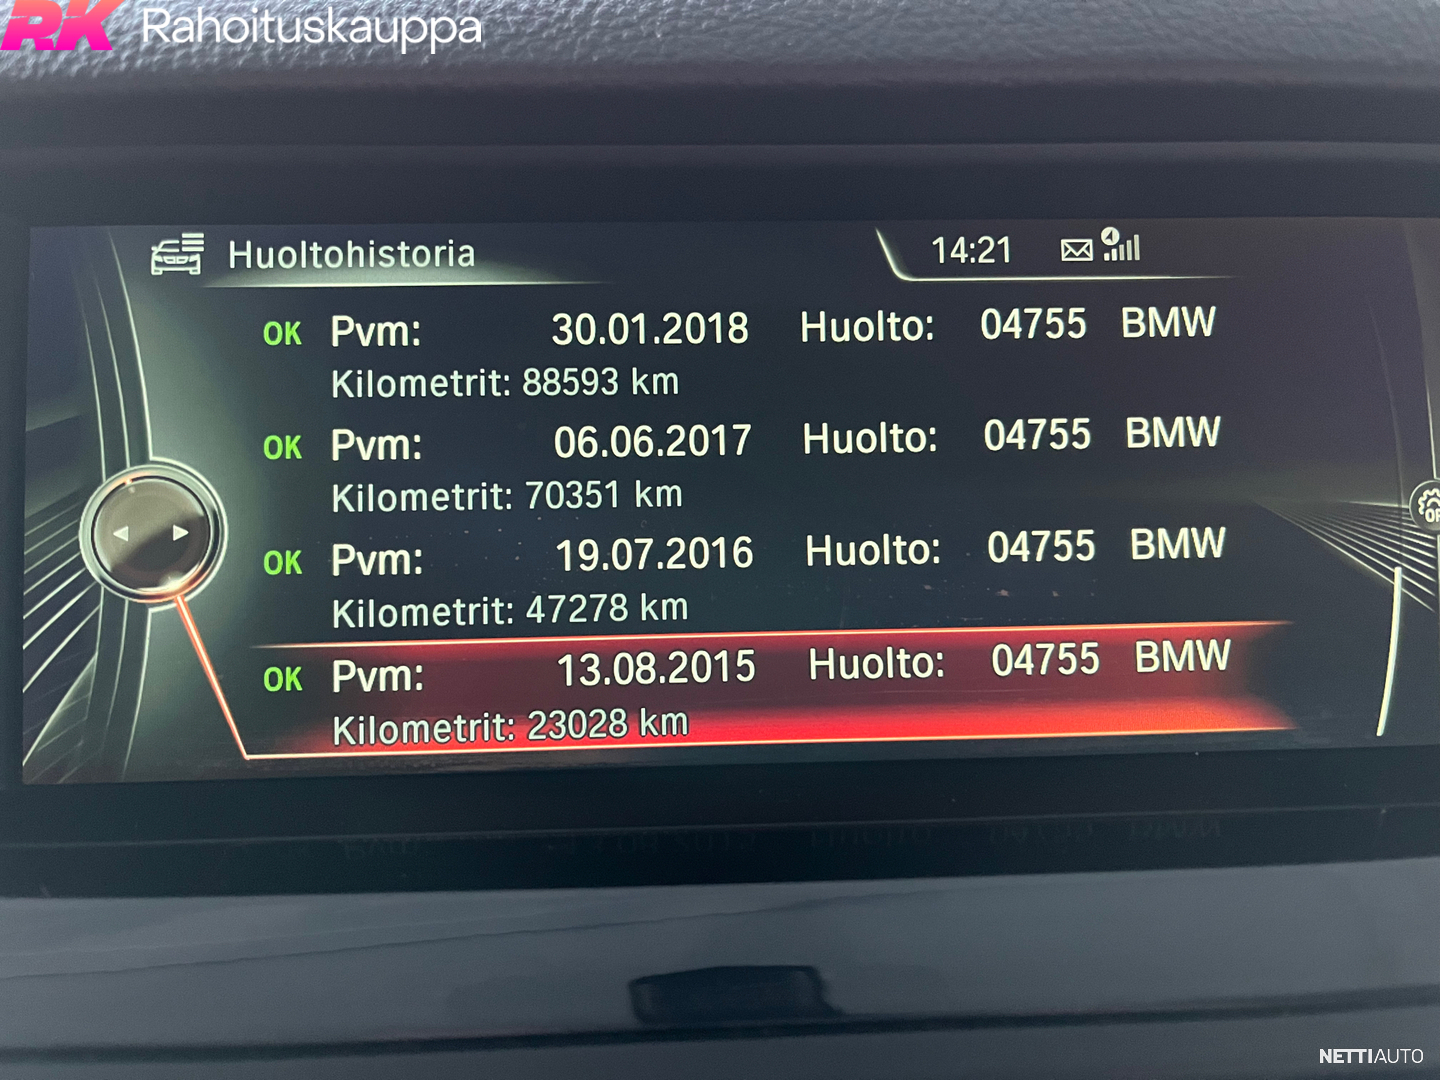 RK Rahoituskauppa
Huoltohistoria 14:21
OK Pvm: 30.01.2018 Huolto: 04755 BMW
Kilometrit: 88593 km
OK Pvm: 06.06.2017 Huolto: 04755 BMW
Kilometrit: 70351 km
OK Pvm: 19.07.2016 Huolto: 04755 BMW
Kilometrit: 47278 km
OK Pvm: 13.08.2015 Huolto: 04755 BMW
Kilometrit: 23028 km
NETTIAUTO